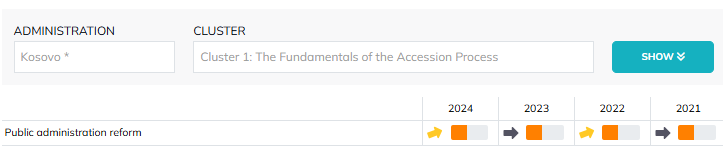 ADMINISTRATION
CLUSTER
Kosovo *
Cluster 1: The Fundamentals of the Accession Process
SHOW
2024
2023
2022
2021
Public administration reform